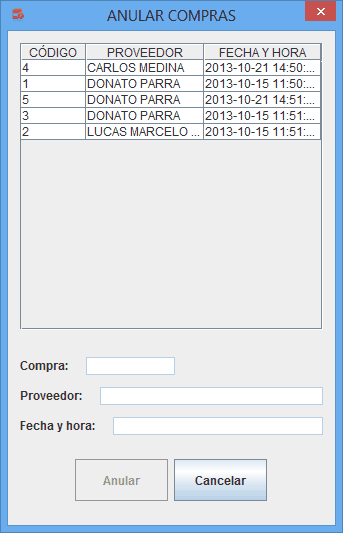 ANULAR COMPRAS
CÓDIGO PROVEEDOR FECHA Y HORA
4 CARLOS MEDINA 2013-10-21 14:50:...
1 DONATO PARRA 2013-10-15 11:50:...
5 DONATO PARRA 2013-10-21 14:51:...
3 DONATO PARRA 2013-10-15 11:51:...
2 LUCAS MARCELO ... 2013-10-15 11:51:...
Compra:
Proveedor:
Fecha y hora:
Anular Cancelar